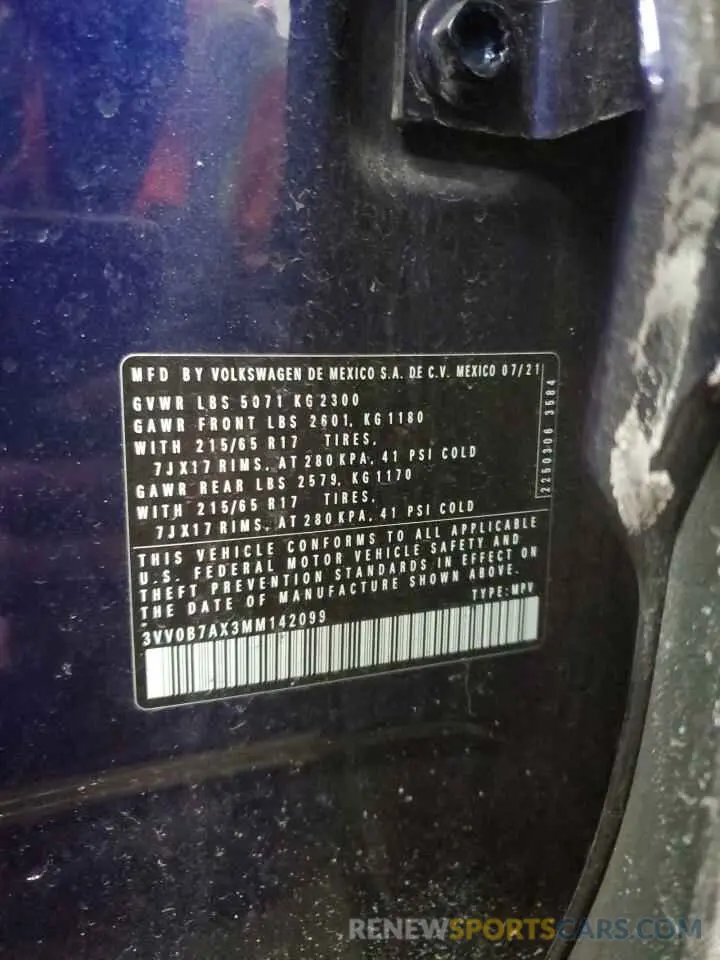 MFD BY VOLKSWAGEN DE MEXICO S.A. DE C.V. MEXICO 07/21
GVWR LBS 5071 KG 2300
GAWR FRONT LBS 2601, KG 1180
WITH 215/65 R17 TIRES,
7JX17 RIMS, AT 280 KPA, 41 PSI COLD
GAWR REAR LBS 2579, KG 1170
WITH 215/65 R17 TIRES,
7JX17 RIMS, AT 280 KPA, 41 PSI COLD
2250306 3584
THIS VEHICLE CONFORMS TO ALL APPLICABLE
U.S. FEDERAL MOTOR VEHICLE SAFETY AND
THEFT PREVENTION STANDARDS IN EFFECT ON
THE DATE OF MANUFACTURE SHOWN ABOVE.
3VV0B7AX3MM142099 TYPE: MPV
RENEWSPORTSCARS.COM